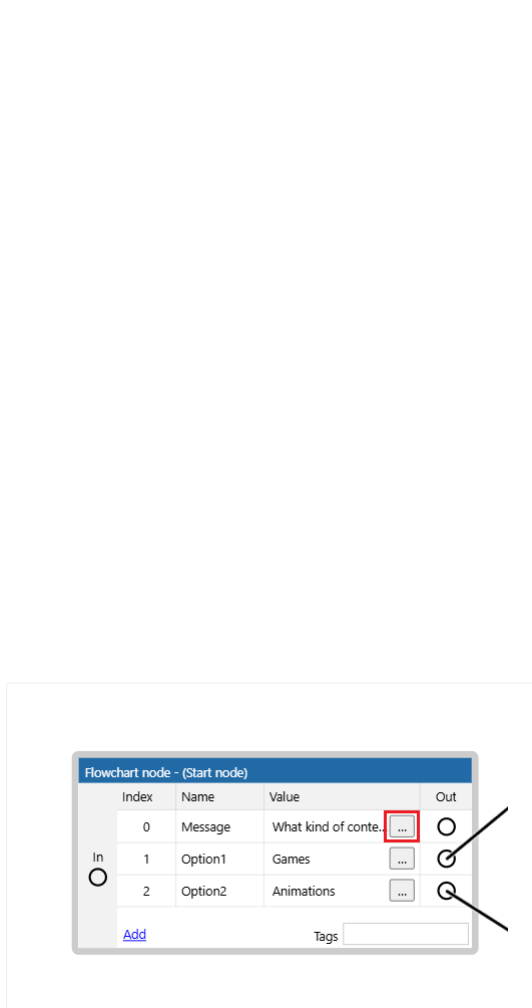 Flowchart node - (Start node)
Index Name Value Out
0 Message What kind of conte... ...
In
1 Option1 Games ...
2 Option2 Animations ...
Add Tags